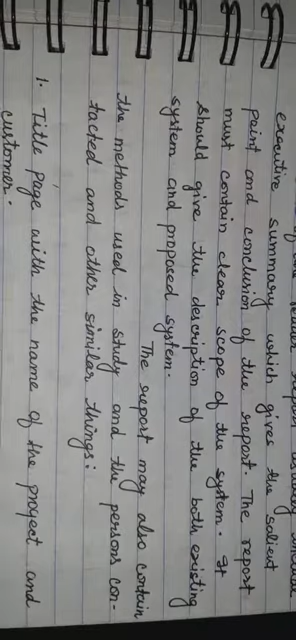 of the
executive summary which gives the salient
point and conclusion of the report. The report
must contain clear scope of the system. It
should give the description of the both existing
system and proposed system.
The report may also contain
the methods used in study and the persons con-
tacted and other similar things:
1. Title page with the name of the project and
customer.